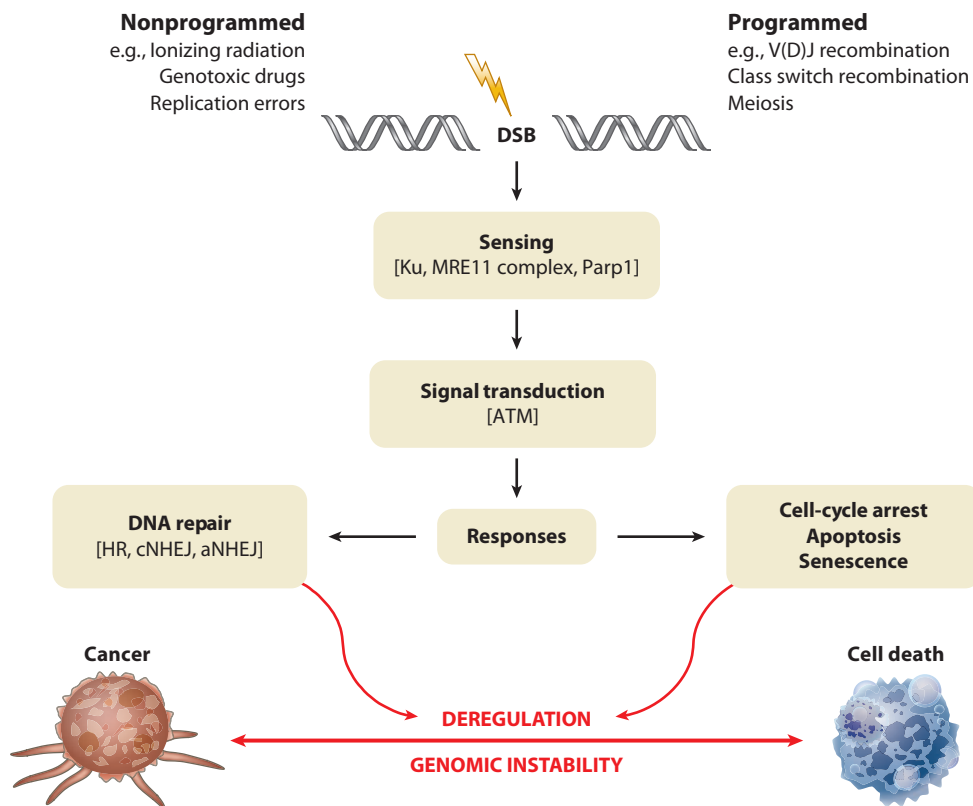 Nonprogrammed
e.g., Ionizing radiation
Genotoxic drugs
Replication errors
Programmed
e.g., V(D)J recombination
Class switch recombination
Meiosis
DSB
Sensing
[Ku, MRE11 complex, Parp1]
Signal transduction
[ATM]
DNA repair
[HR, cNHEJ, aNHEJ]
Responses
Cell-cycle arrest
Apoptosis
Senescence
Cancer
Cell death
DEREGULATION
GENOMIC INSTABILITY